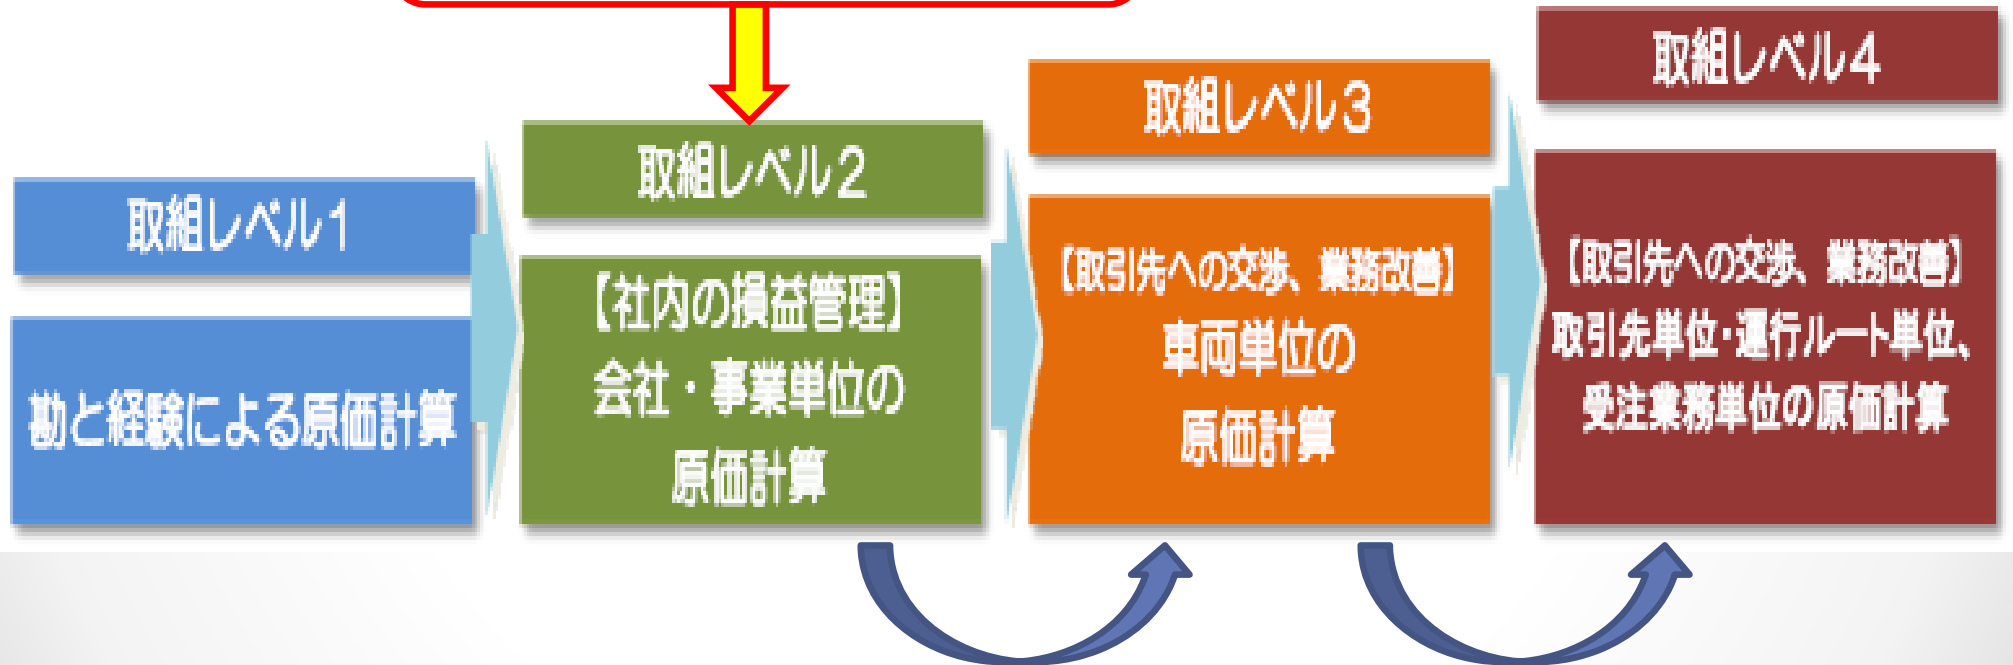 取組レベル1
勘と経験による原価計算
取組レベル2
【社内の損益管理】
会社・事業単位の
原価計算
取組レベル3
【取引先への交渉、業務改善】
車両単位の
原価計算
取組レベル4
【取引先への交渉、業務改善】
取引先単位・運行ルート単位、
受注業務単位の原価計算